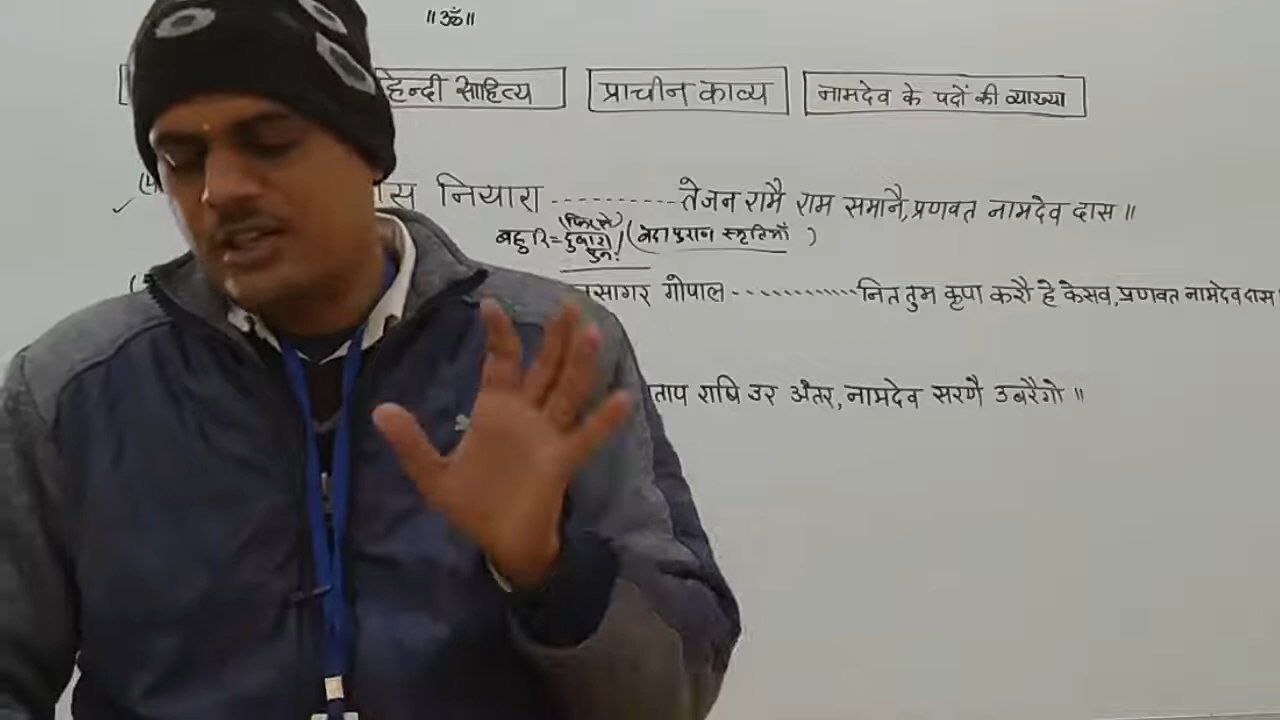 ॥ॐ॥
हिन्दी साहित्य प्राचीन काव्य नामदेव के पदों की व्याख्या
नियारा --------- तेजन रामै राम समानै, प्रणवत नामदेव दास ॥
(फिर से)
बहुरि = दुबारा / (वेदा पुरान स्मृतियाँ )
पुनः
सागर गोपाल ------------ नित तुम कृपा करौ हे केसव, प्रणवत नामदेव दास
राषि उर अंतर, नामदेव सरणै उबरैगो ॥